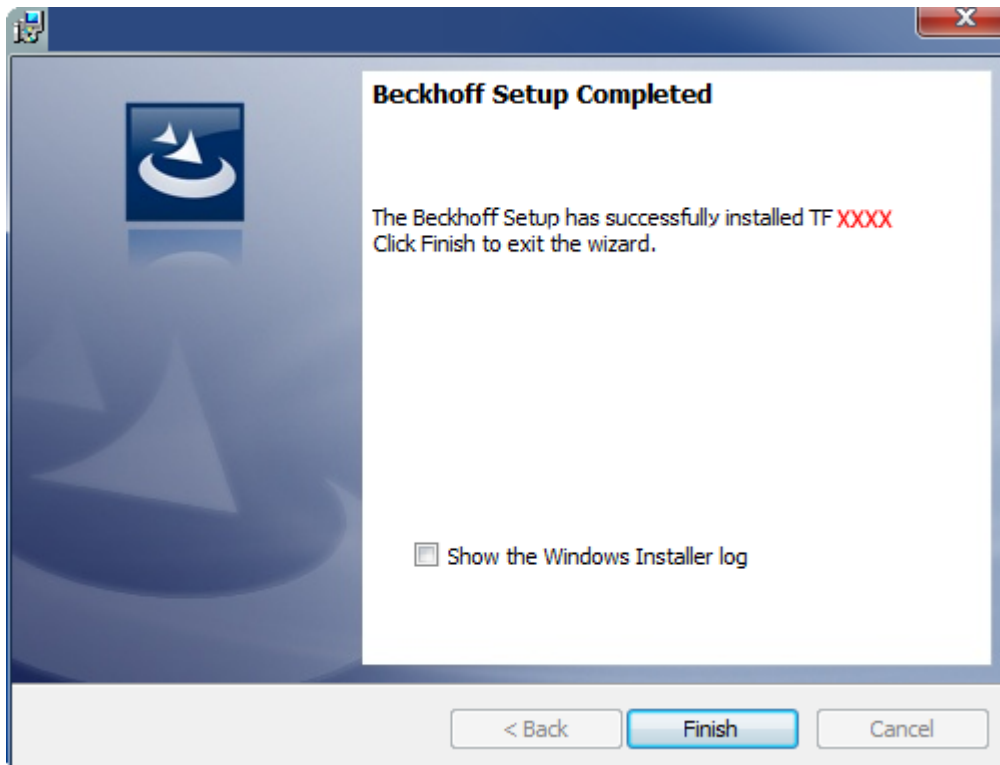 X
Beckhoff Setup Completed
The Beckhoff Setup has successfully installed TF XXXX
Click Finish to exit the wizard.
Show the Windows Installer log
< Back
Finish
Cancel